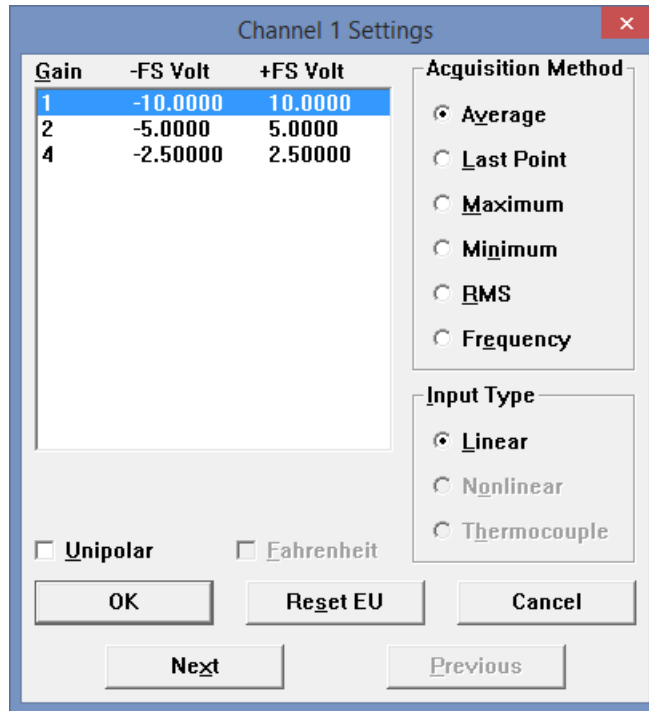 Channel 1 Settings
Gain -FS Volt +FS Volt
1 -10.0000 10.0000
2 -5.0000 5.0000
4 -2.50000 2.50000
Acquisition Method
Average
Last Point
Maximum
Minimum
RMS
Frequency
Input Type
Linear
Nonlinear
Thermocouple
Unipolar Fahrenheit
OK Reset EU Cancel
Next Previous